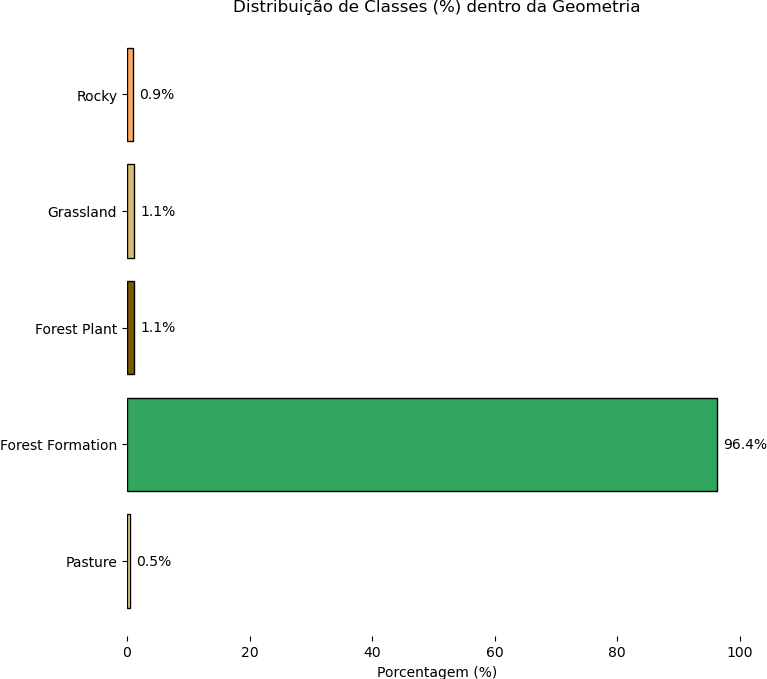 Distribuição de Classes (%) dentro da Geometria
Rocky
0.9%
Grassland
1.1%
Forest Plant
1.1%
Forest Formation
96.4%
Pasture
0.5%
0 20 40 60 80 100
Porcentagem (%)